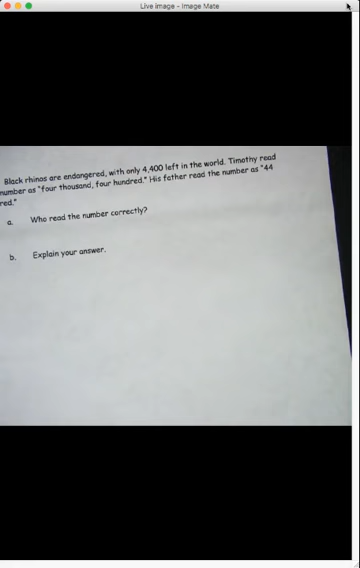 Live image - Image Mate
Black rhinos are endangered, with only 4,400 left in the world. Timothy read
number as "four thousand, four hundred." His father read the number as "44
red."
a. Who read the number correctly?
b. Explain your answer.